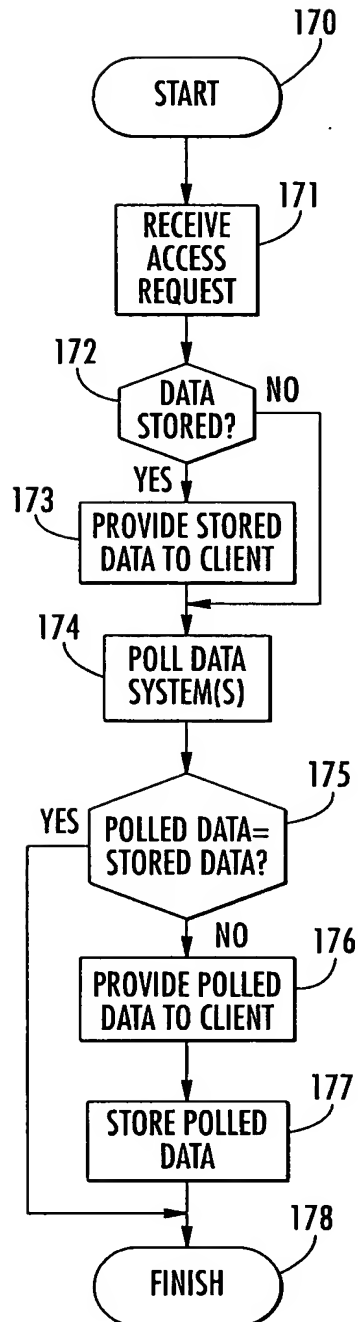 170
START
171
RECEIVE
ACCESS
REQUEST
172
DATA
STORED?
NO
YES
173
PROVIDE STORED
DATA TO CLIENT
174
POLL DATA
SYSTEM(S)
175
YES
POLLED DATA=
STORED DATA?
NO
176
PROVIDE POLLED
DATA TO CLIENT
177
STORE POLLED
DATA
178
FINISH